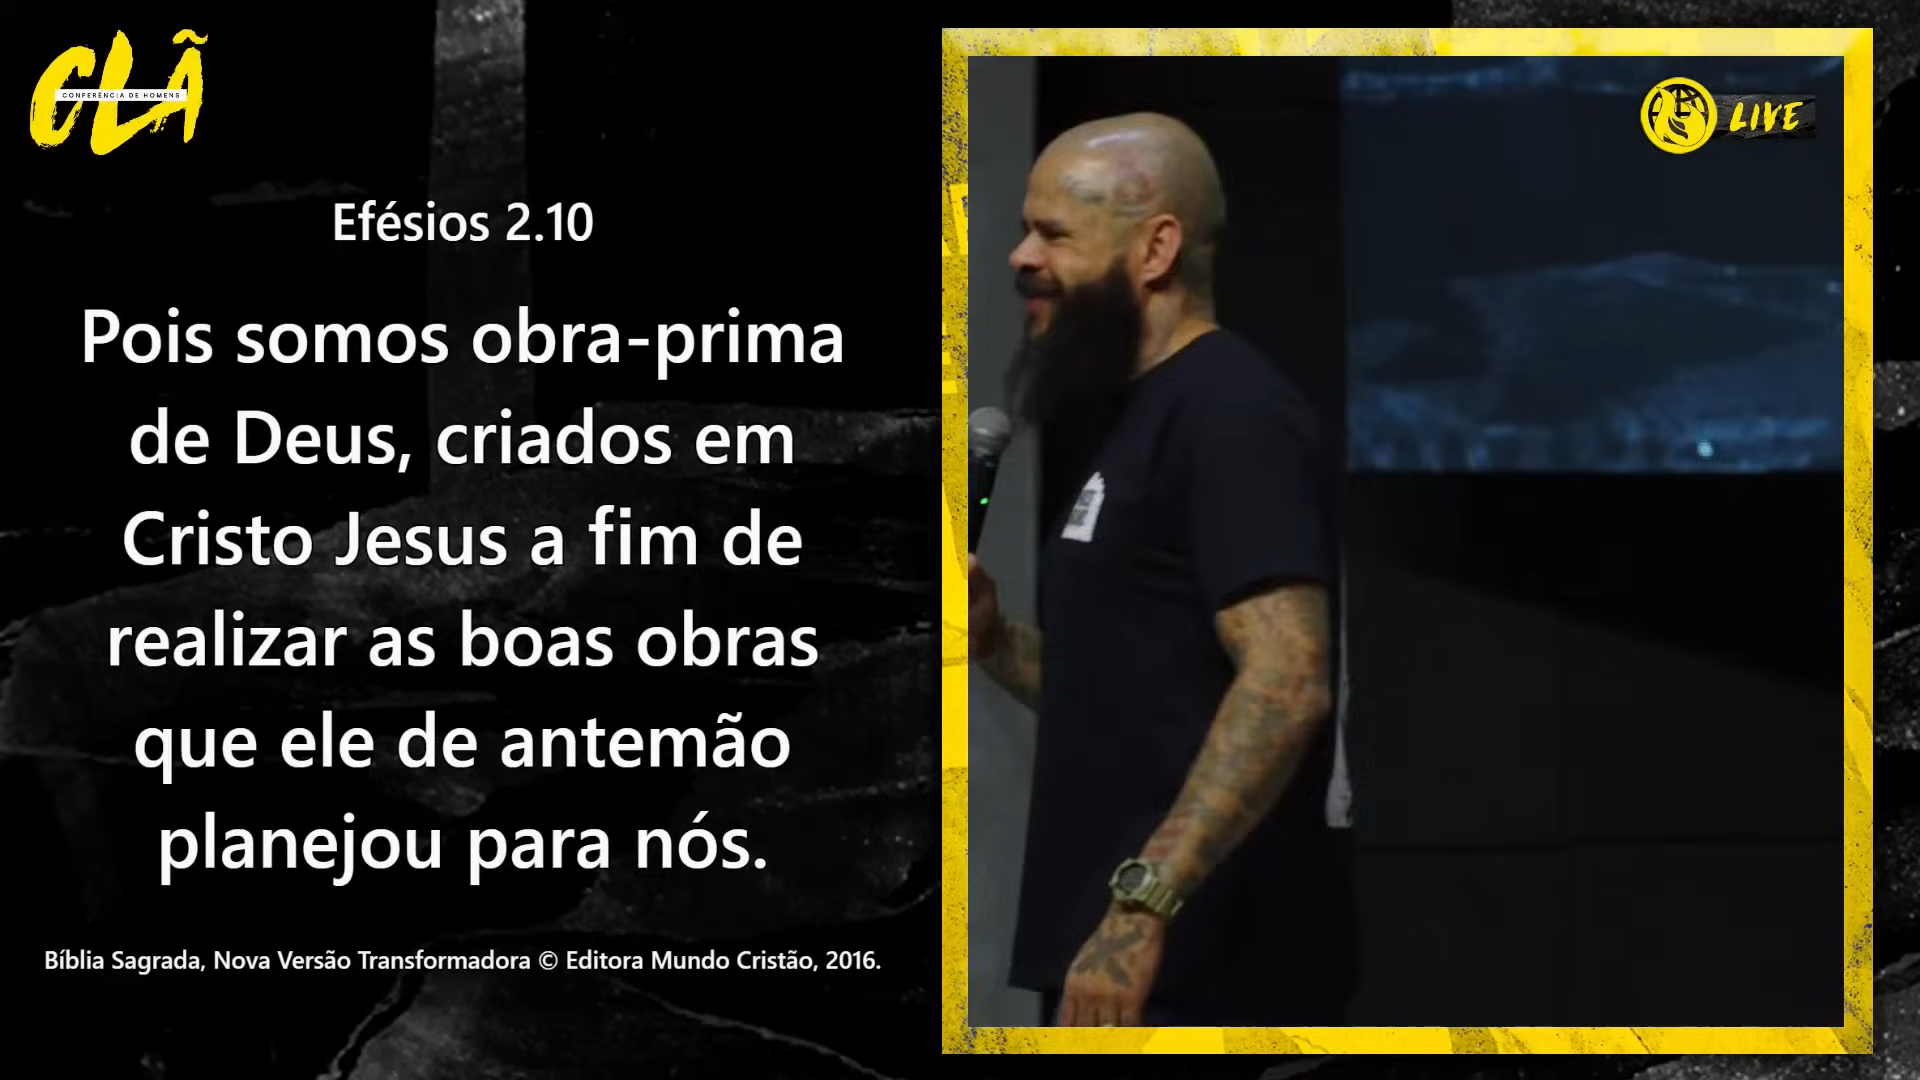 CLÃ
CONFERÊNCIA DE HOMENS
LIVE
Efésios 2.10
Pois somos obra-prima
de Deus, criados em
Cristo Jesus a fim de
realizar as boas obras
que ele de antemão
planejou para nós.
Bíblia Sagrada, Nova Versão Transformadora © Editora Mundo Cristão, 2016.